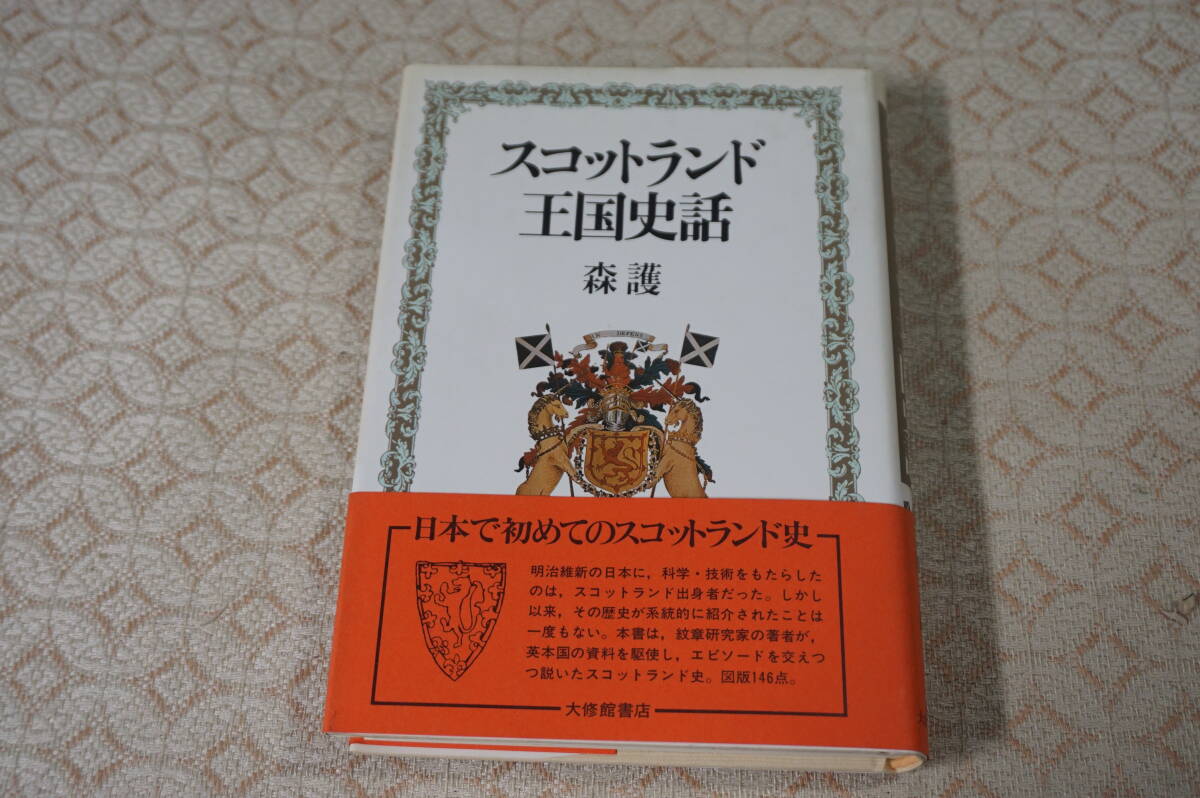 スコットランド
王国史話
森 護
IN DEFENS
日本で初めてのスコットランド史
明治維新の日本に，科学・技術をもたらした
のは，スコットランド出身者だった。しかし
以来，その歴史が系統的に紹介されたことは
一度もない。本書は，紋章研究家の著者が，
英本国の資料を駆使し，エピソードを交えつ
つ説いたスコットランド史。図版146点。
大修館書店